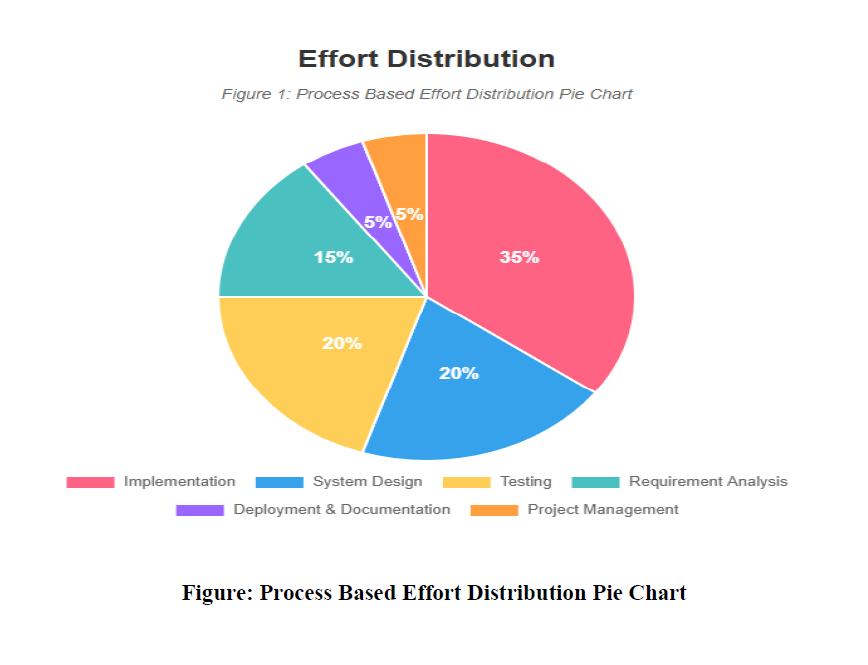 Effort Distribution
Figure 1: Process Based Effort Distribution Pie Chart
5%
5%
35%
15%
20%
20%
Implementation
System Design
Testing
Requirement Analysis
Deployment & Documentation
Project Management
Figure: Process Based Effort Distribution Pie Chart